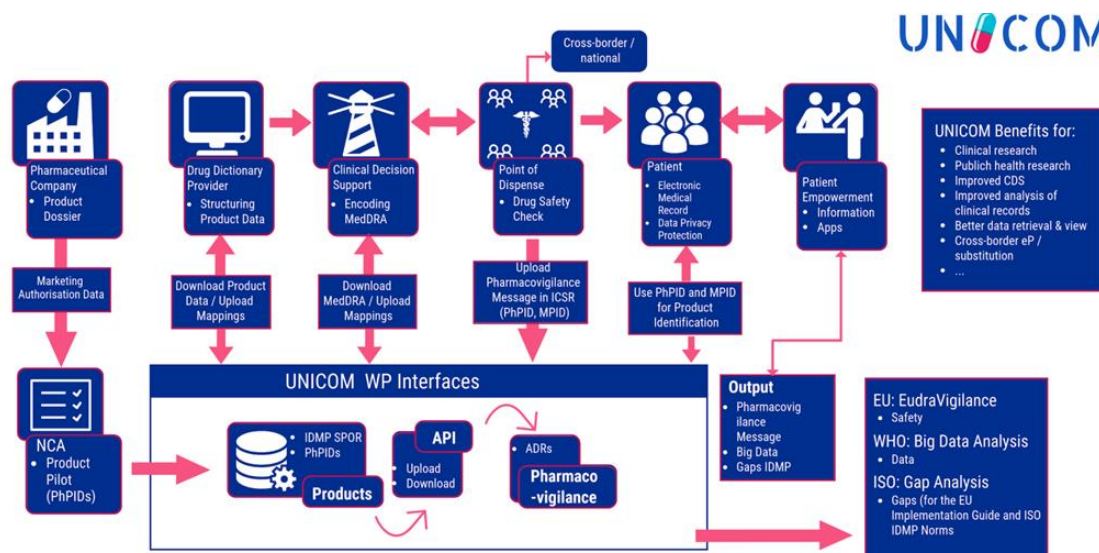 UNICOM
Cross-border /
national
Pharmaceutical
Company
• Product
Dossier
Drug Dictionary
Provider
• Structuring
Product Data
Clinical Decision
Support
• Encoding
MedDRA
Point of
Dispense
• Drug Safety
Check
Patient
• Electronic
Medical
Record
• Data Privacy
Protection
Patient
Empowerment
• Information
• Apps
UNICOM Benefits for:
• Clinical research
• Publich health research
• Improved CDS
• Improved analysis of
clinical records
• Better data retrieval & view
• Cross-border eP /
substitution
• ...
Marketing
Authorisation Data
Download Product
Data / Upload
Mappings
Download
MedDRA / Upload
Mappings
Upload
Pharmacovigilance
Message in ICSR
(PhPID, MPID)
Use PhPID and MPID
for Product
Identification
NCA
• Product
Pilot
(PhPIDs)
UNICOM WP Interfaces
• IDMP SPOR
• PhPIDs
Products
API
• Upload
• Download
• ADRs
Pharmaco
-vigilance
Output
• Pharmacovig
ilance
Message
• Big Data
• Gaps IDMP
EU: EudraVigilance
• Safety
WHO: Big Data Analysis
• Data
ISO: Gap Analysis
• Gaps (for the EU
Implementation Guide and ISO
IDMP Norms